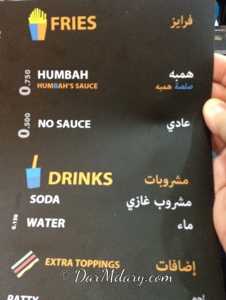 FRIES فرايز
0.750 HUMBAH همبه
HUMBAH'S SAUCE صلصة همبه
0.500 NO SAUCE عادي
DRINKS مشروبات
SODA مشروب غازي
0.150 WATER ماء
EXTRA TOPPINGS إضافات
© DarMdary.com
PATTY